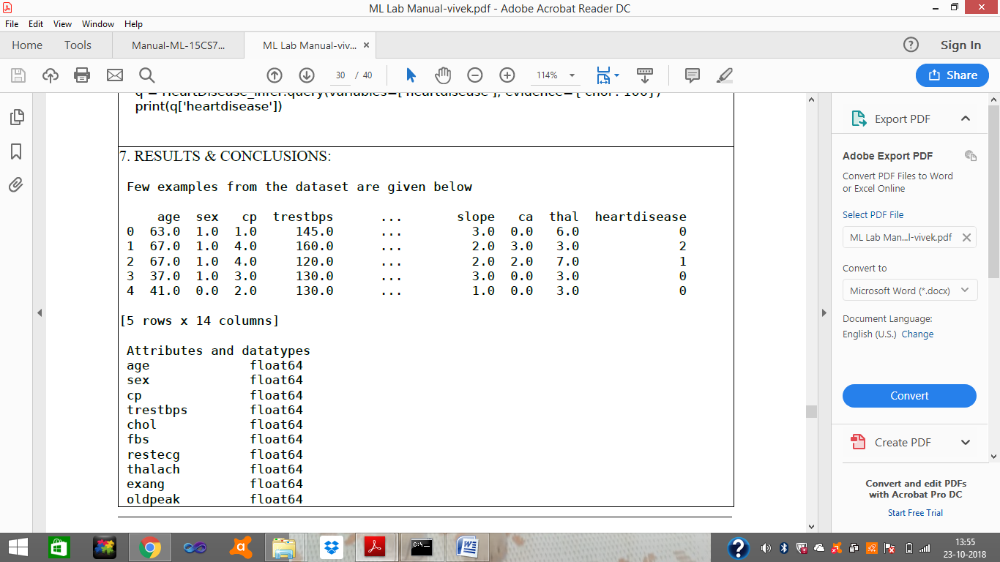 ML Lab Manual-vivek.pdf - Adobe Acrobat Reader DC
File Edit View Window Help
Home Tools Manual-ML-15CS7... ML Lab Manual-viv... × Sign In
30 / 40 114% Share
q = HeartDisease_infer.query(variables=['heartdisease'], evidence={'chol':100})
print(q['heartdisease'])
7. RESULTS & CONCLUSIONS:
Few examples from the dataset are given below
age sex cp trestbps ... slope ca thal heartdisease
0 63.0 1.0 1.0 145.0 ... 3.0 0.0 6.0 0
1 67.0 1.0 4.0 160.0 ... 2.0 3.0 3.0 2
2 67.0 1.0 4.0 120.0 ... 2.0 2.0 7.0 1
3 37.0 1.0 3.0 130.0 ... 3.0 0.0 3.0 0
4 41.0 0.0 2.0 130.0 ... 1.0 0.0 3.0 0
[5 rows x 14 columns]
Attributes and datatypes
age float64
sex float64
cp float64
trestbps float64
chol float64
fbs float64
restecg float64
thalach float64
exang float64
oldpeak float64
Export PDF
Adobe Export PDF
Convert PDF Files to Word
or Excel Online
Select PDF File
ML Lab Man...l-vivek.pdf
Convert to
Microsoft Word (*.docx)
Document Language:
English (U.S.) Change
Convert
Create PDF
Convert and edit PDFs
with Acrobat Pro DC
Start Free Trial
13:55
23-10-2018